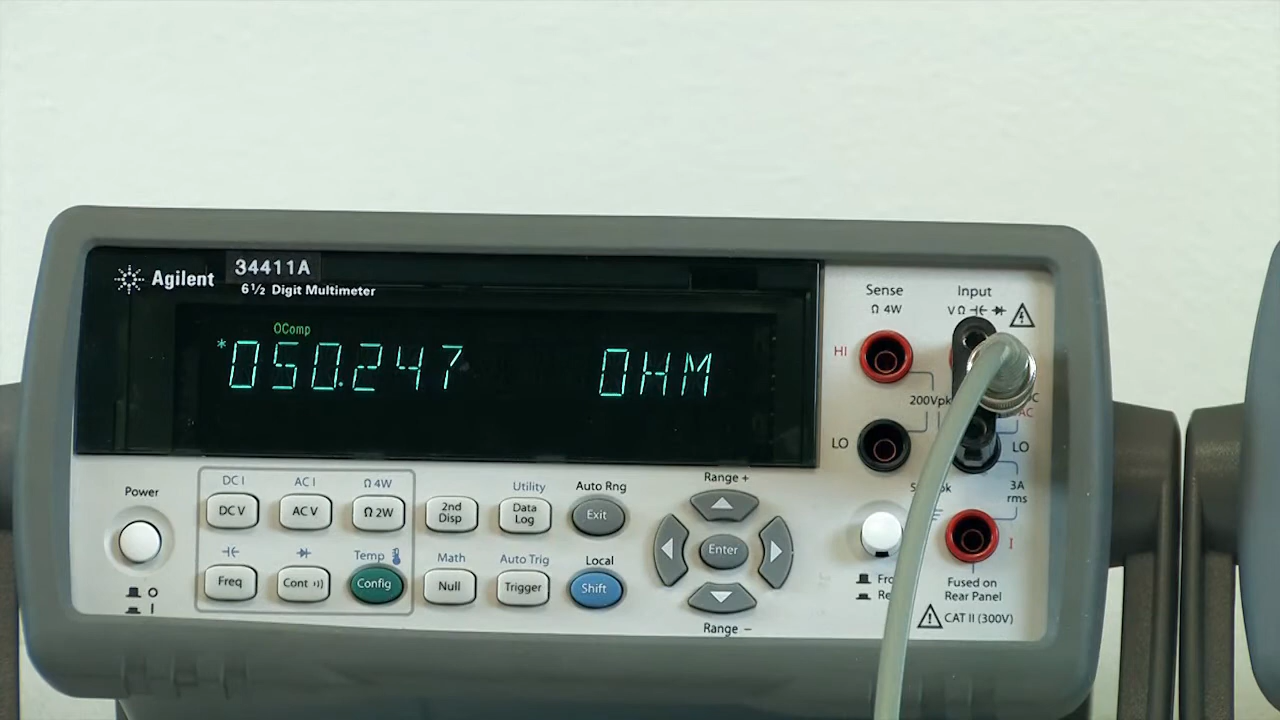 Agilent
34411A
6½ Digit Multimeter
OComp
*050.247 OHM
Sense
Ω 4W
Input
VΩ
HI
200Vpk
LO
LO
3A
rms
I
Fused on
Rear Panel
CAT II (300V)
Power
O
I
DC I
AC I
Ω 4W
DC V
AC V
Ω 2W
Temp
Freq
Cont
Config
2nd
Disp
Utility
Data
Log
Auto Rng
Exit
Math
Null
Auto Trig
Trigger
Local
Shift
Range +
Enter
Range –